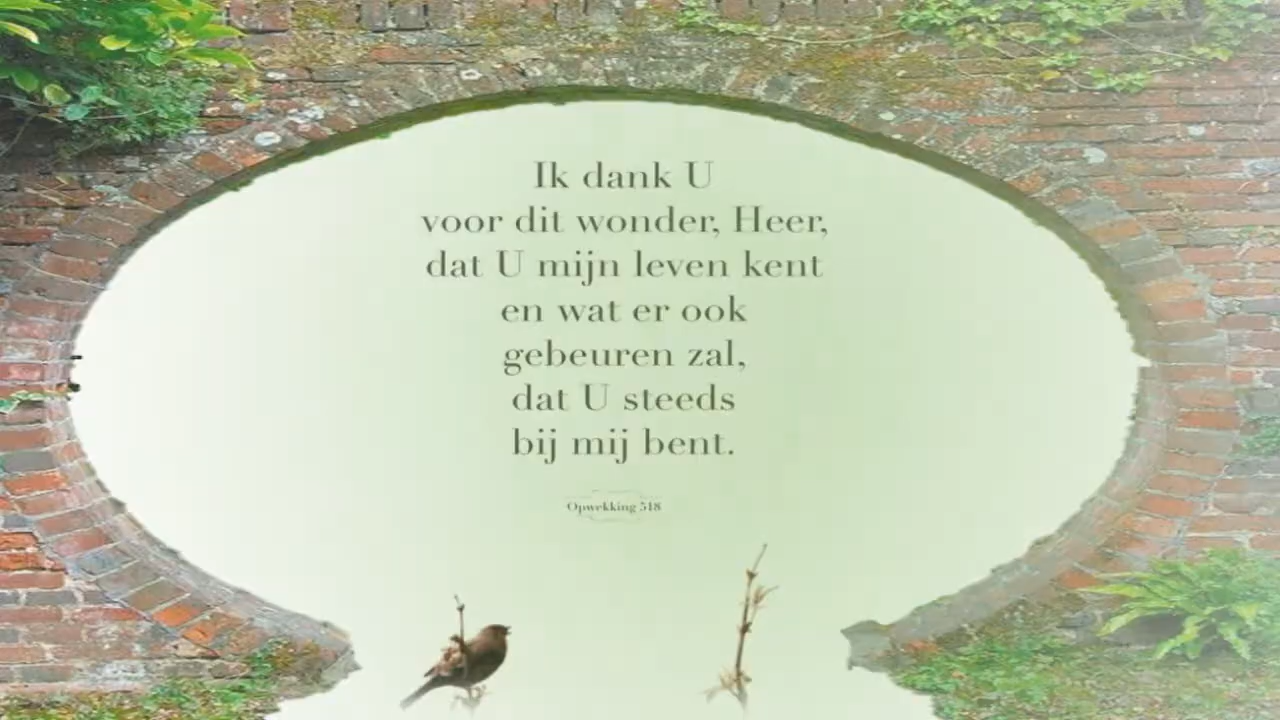 Ik dank U
voor dit wonder, Heer,
dat U mijn leven kent
en wat er ook
gebeuren zal,
dat U steeds
bij mij bent.
Opwekking 518